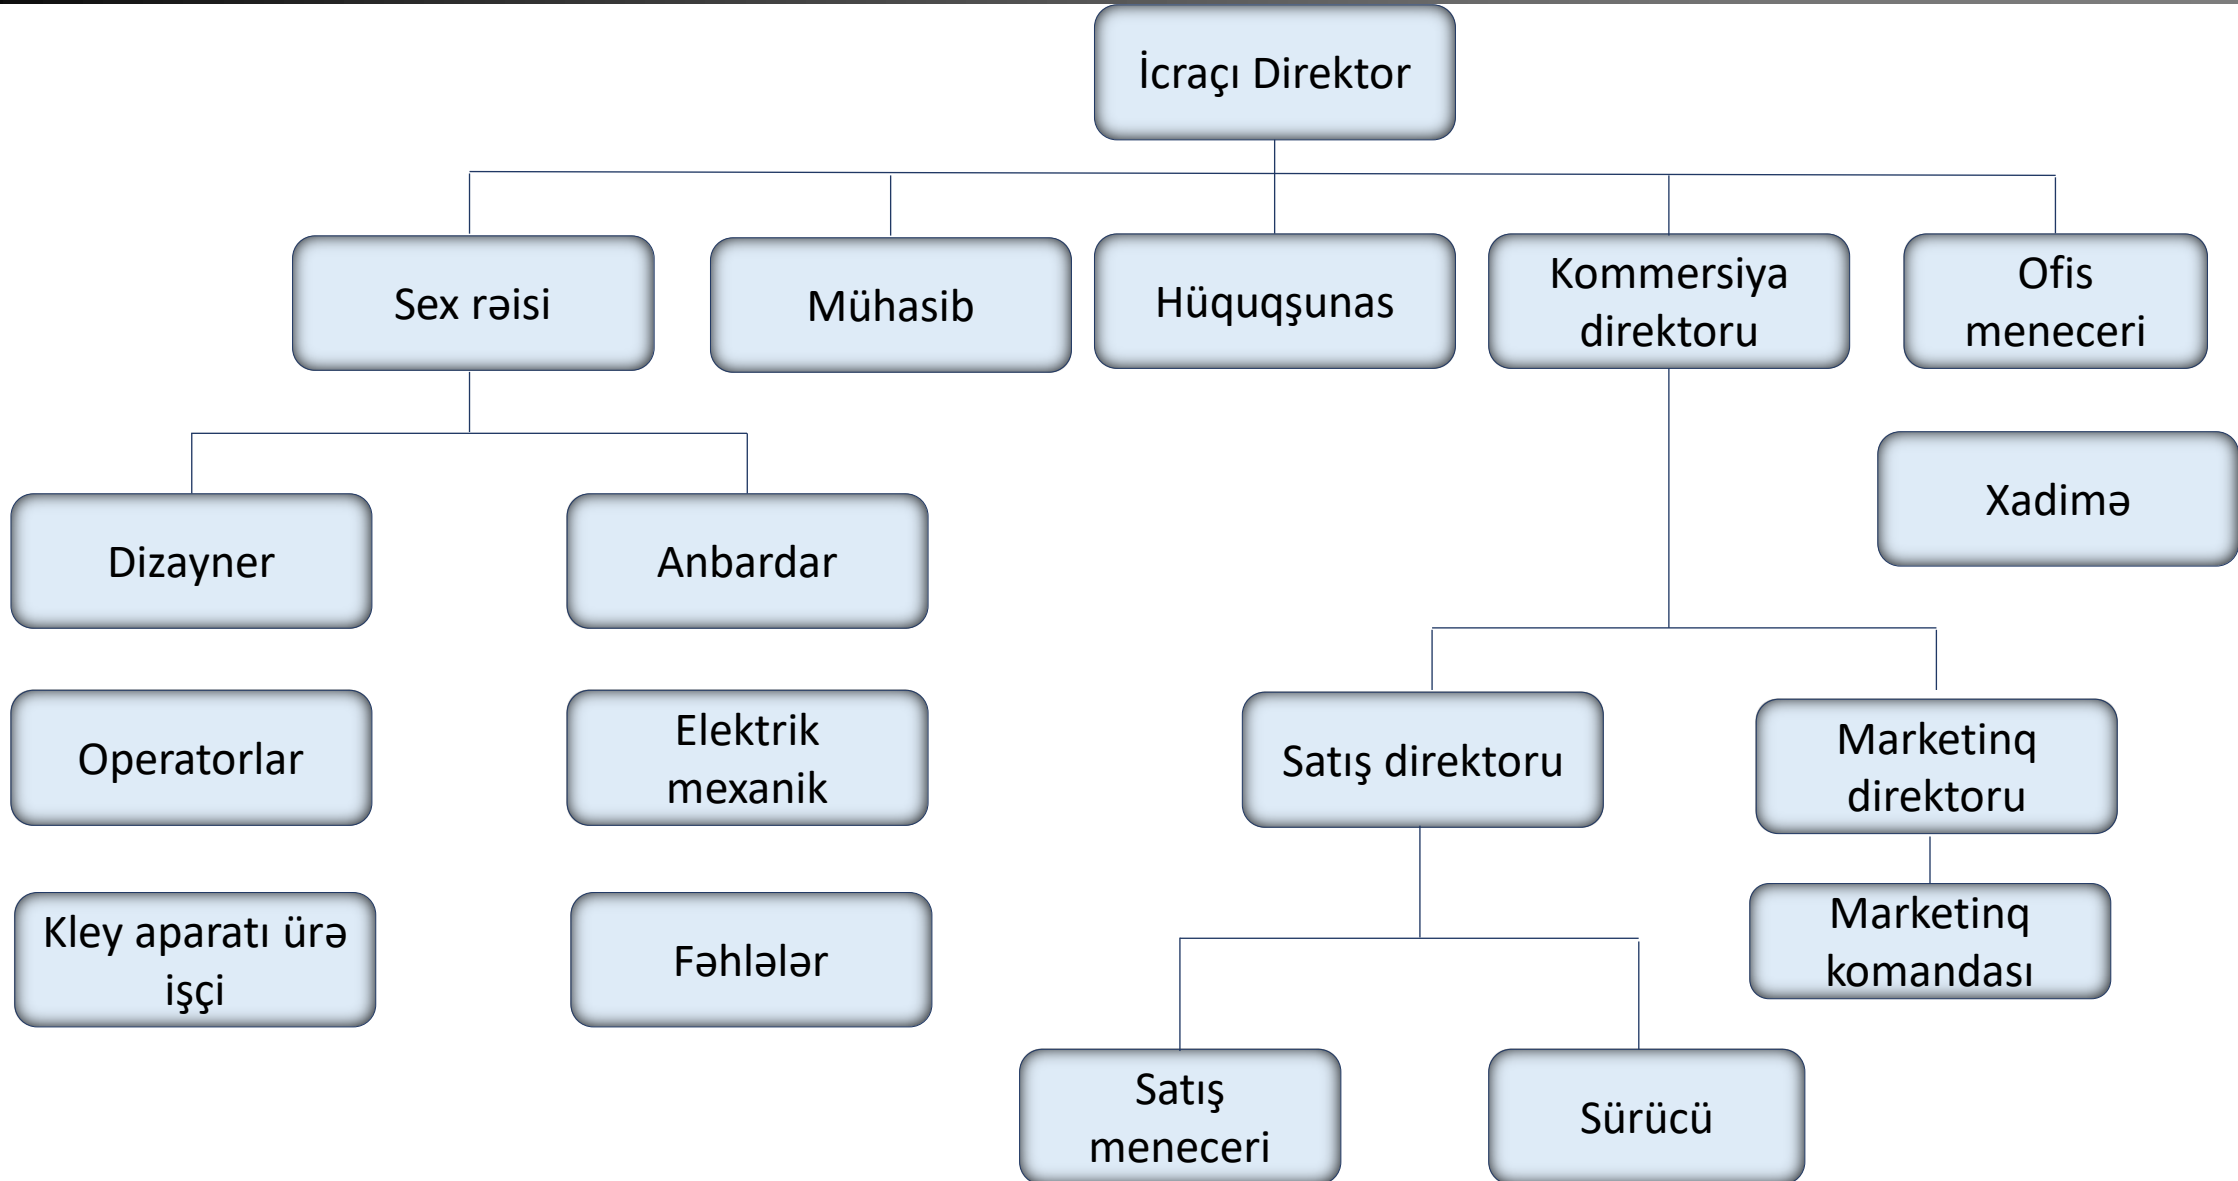 İcraçı Direktor
Sex rəisi
Mühasib
Hüquqşunas
Kommersiya
direktoru
Ofis
meneceri
Xadimə
Dizayner
Anbardar
Operatorlar
Elektrik
mexanik
Satış direktoru
Marketinq
direktoru
Kley aparatı ürə
işçi
Fəhlələr
Marketinq
komandası
Satış
meneceri
Sürücü